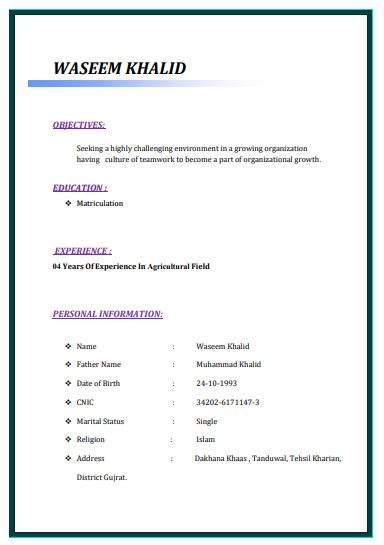 WASEEM KHALID
OBJECTIVES:
Seeking a highly challenging environment in a growing organization
having culture of teamwork to become a part of organizational growth.
EDUCATION :
❖ Matriculation
EXPERIENCE :
04 Years Of Experience In Agricultural Field
PERSONAL INFORMATION:
❖ Name : Waseem Khalid
❖ Father Name : Muhammad Khalid
❖ Date of Birth : 24-10-1993
❖ CNIC : 34202-6171147-3
❖ Marital Status : Single
❖ Religion : Islam
❖ Address : Dakhana Khaas , Tanduwal, Tehsil Kharian,
District Gujrat.